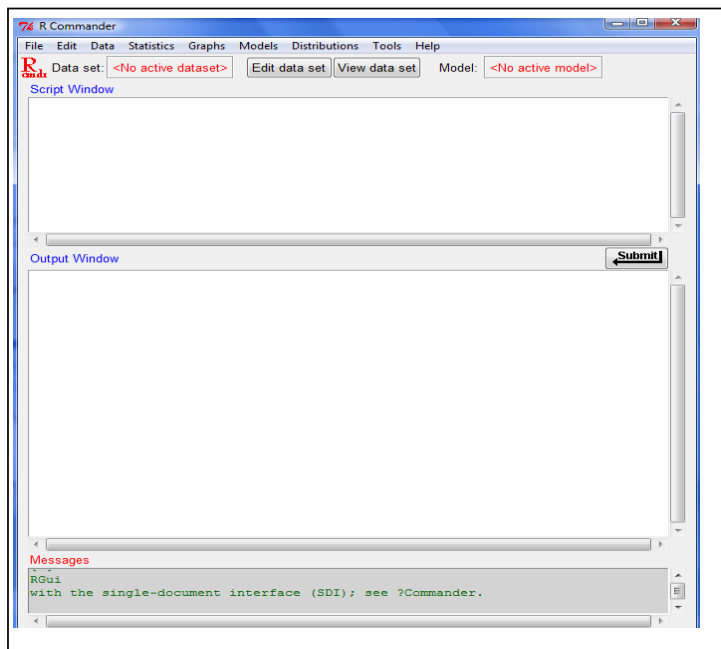 R Commander
File Edit Data Statistics Graphs Models Distributions Tools Help
R cmdr Data set: <No active dataset> Edit data set View data set Model: <No active model>
Script Window
Output Window Submit
Messages
RGui
with the single-document interface (SDI); see ?Commander.